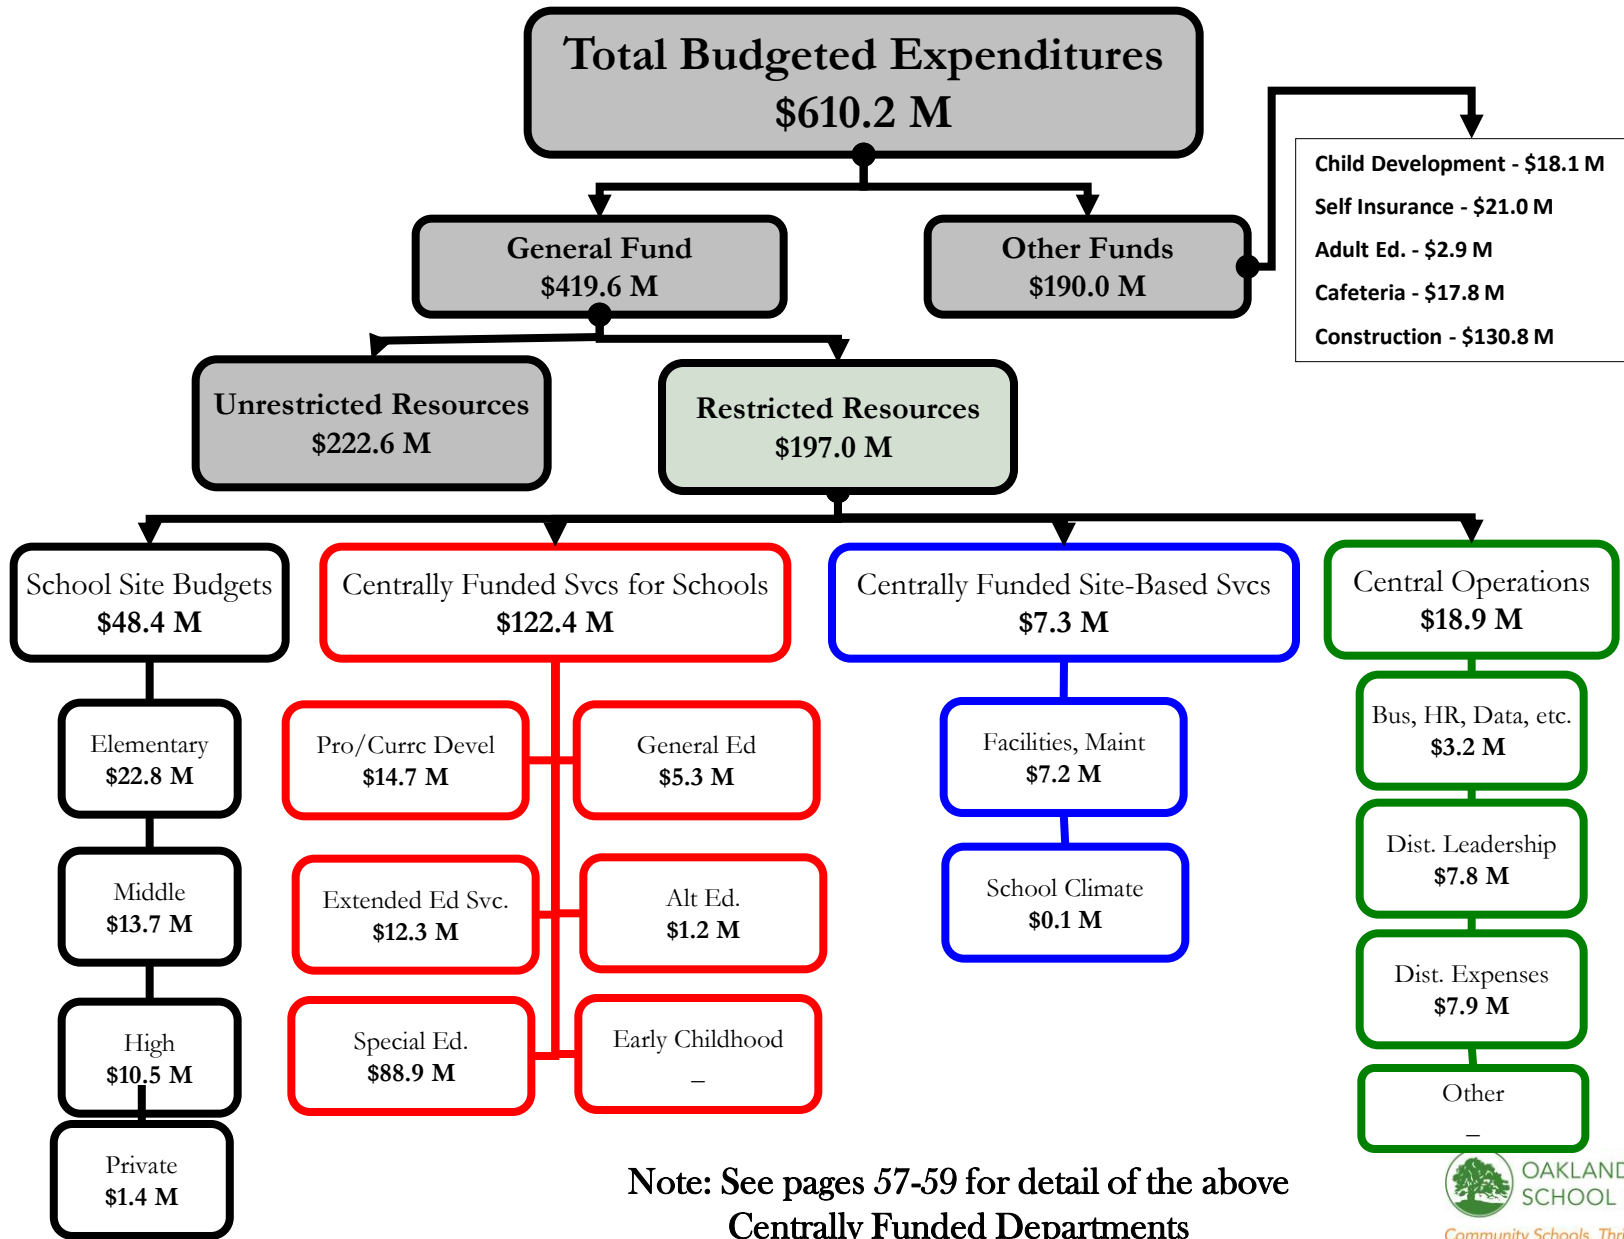 Total Budgeted Expenditures
$610.2 M
General Fund
$419.6 M
Other Funds
$190.0 M
Child Development - $18.1 M
Self Insurance - $21.0 M
Adult Ed. - $2.9 M
Cafeteria - $17.8 M
Construction - $130.8 M
Unrestricted Resources
$222.6 M
Restricted Resources
$197.0 M
School Site Budgets
$48.4 M
Centrally Funded Svcs for Schools
$122.4 M
Centrally Funded Site-Based Svcs
$7.3 M
Central Operations
$18.9 M
Elementary
$22.8 M
Middle
$13.7 M
High
$10.5 M
Private
$1.4 M
Pro/Currc Devel
$14.7 M
General Ed
$5.3 M
Extended Ed Svc.
$12.3 M
Alt Ed.
$1.2 M
Special Ed.
$88.9 M
Early Childhood
–
Facilities, Maint
$7.2 M
School Climate
$0.1 M
Bus, HR, Data, etc.
$3.2 M
Dist. Leadership
$7.8 M
Dist. Expenses
$7.9 M
Other
–
Note: See pages 57-59 for detail of the above
Centrally Funded Departments
OAKLAND
SCHOOL
Community Schools, Thri